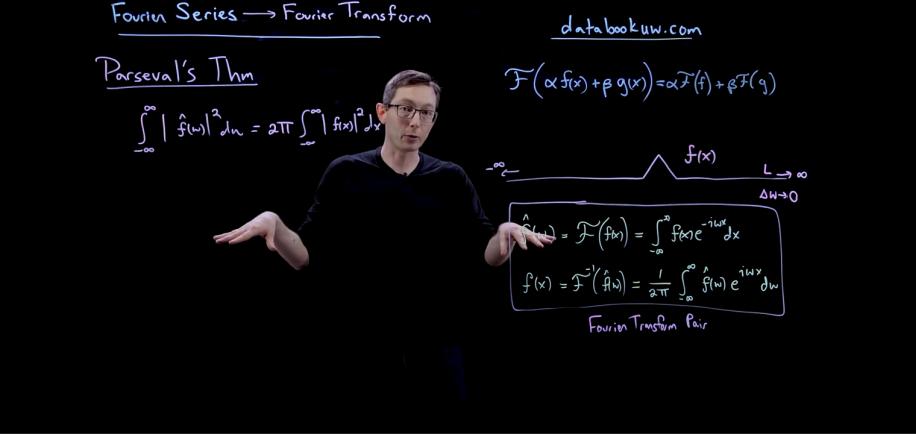 Fourier Series → Fourier Transform
databookuw.com
Parseval's Thm
∫_{-∞}^{∞} |f̂(ω)|² dω = 2π ∫_{-∞}^{∞} |f(x)|² dx
𝓕(αf(x)+βg(x)) = α𝓕(f) + β𝓕(g)
f(x)
-∞ ← L → ∞
Δω→0
f̂(ω) = 𝓕(f(x)) = ∫_{-∞}^{∞} f(x) e^{-iωx} dx
f(x) = 𝓕^{-1}(f̂(ω)) = 1/2π ∫_{-∞}^{∞} f̂(ω) e^{iωx} dω
Fourier Transform Pair